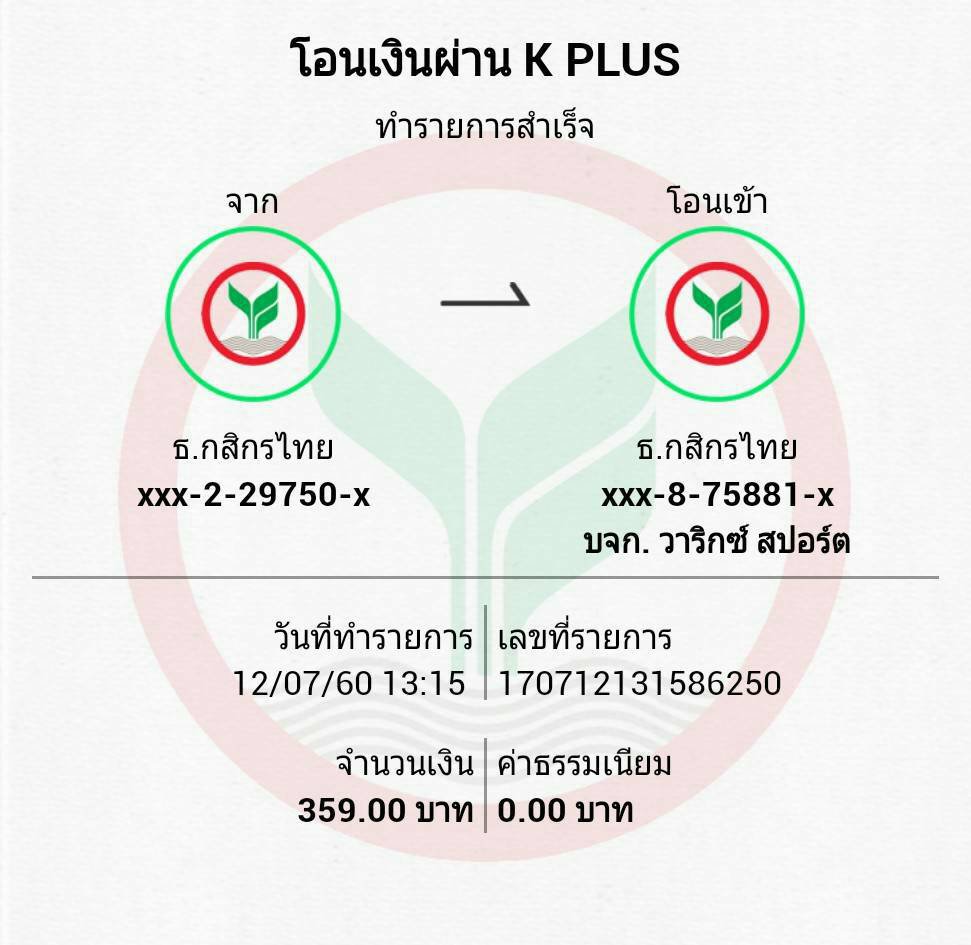 โอนเงินผ่าน K PLUS
ทำรายการสำเร็จ
จาก
โอนเข้า
ธ.กสิกรไทย
xxx-2-29750-x
ธ.กสิกรไทย
xxx-8-75881-x
บจก. วาริกซ์ สปอร์ต
วันที่ทำรายการ
12/07/60 13:15
เลขที่รายการ
170712131586250
จำนวนเงิน
359.00 บาท
ค่าธรรมเนียม
0.00 บาท